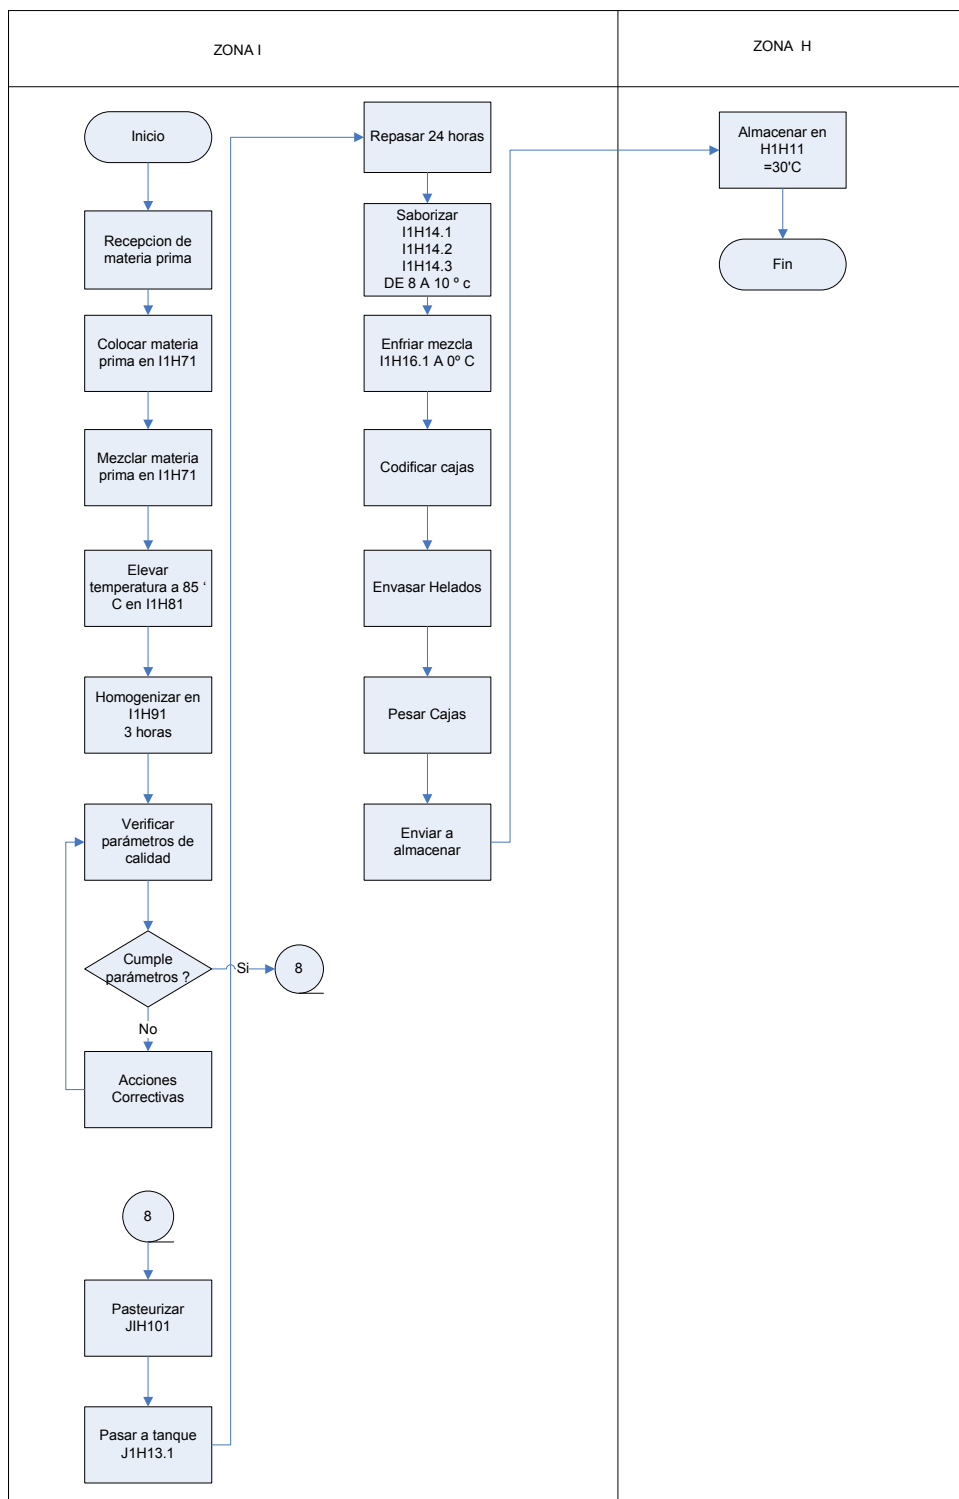 ZONA I
ZONA H
Inicio
Recepcion de
materia prima
Colocar materia
prima en I1H71
Mezclar materia
prima en I1H71
Elevar
temperatura a 85 ‘
C en I1H81
Homogenizar en
I1H91
3 horas
Verificar
parámetros de
calidad
Cumple
parámetros ?
Si
8
No
Acciones
Correctivas
8
Pasteurizar
JIH101
Pasar a tanque
J1H13.1
Repasar 24 horas
Saborizar
I1H14.1
I1H14.2
I1H14.3
DE 8 A 10 º c
Enfriar mezcla
I1H16.1 A 0º C
Codificar cajas
Envasar Helados
Pesar Cajas
Enviar a
almacenar
Almacenar en
H1H11
=30'C
Fin